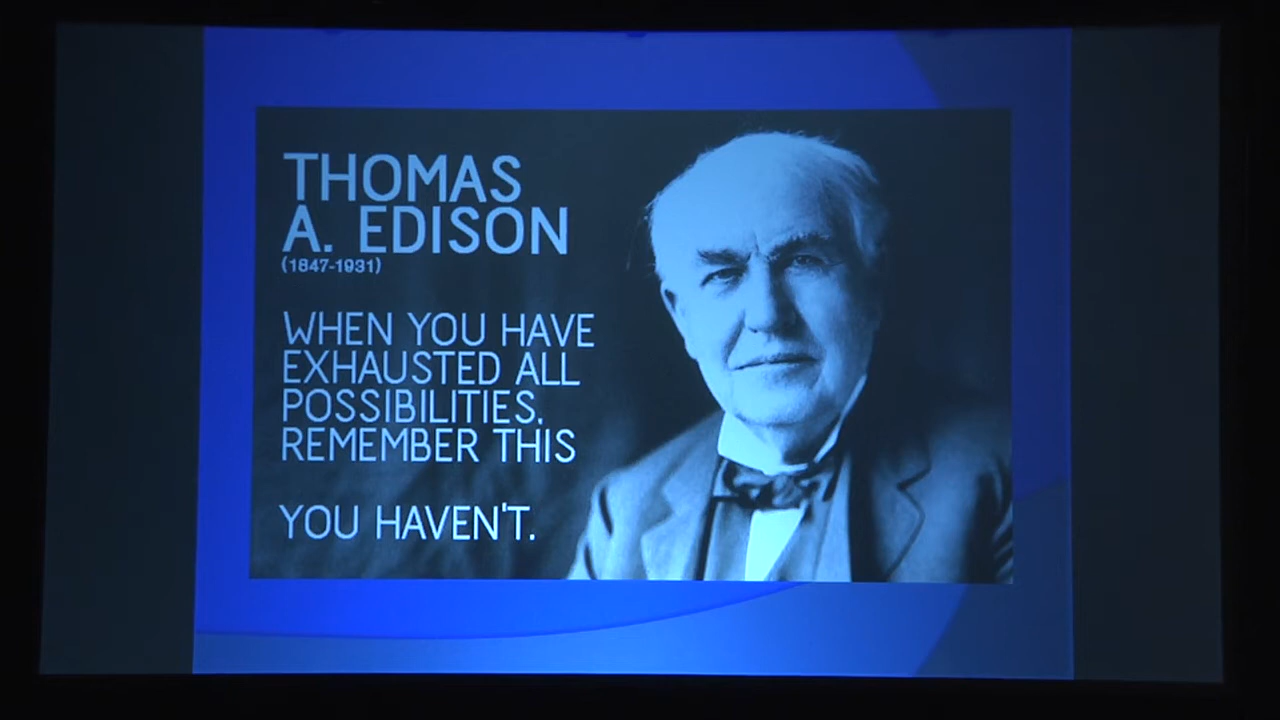 THOMAS
A. EDISON
(1847-1931)
WHEN YOU HAVE
EXHAUSTED ALL
POSSIBILITIES,
REMEMBER THIS
YOU HAVEN'T.